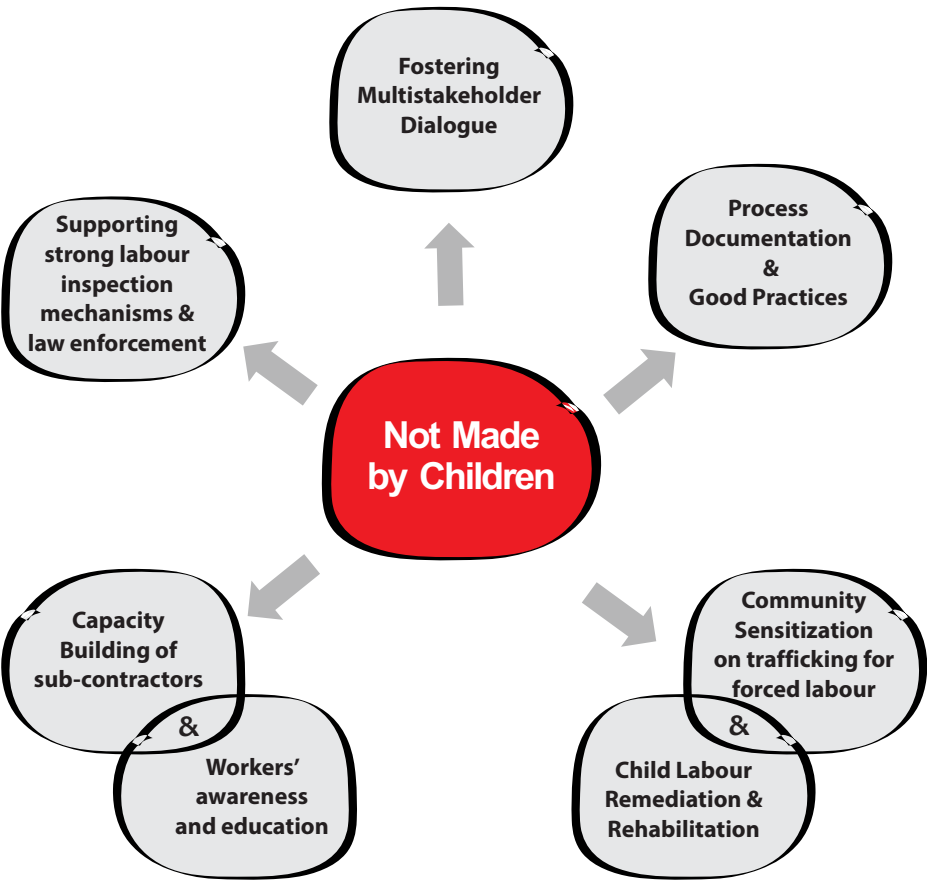 Fostering
Multistakeholder
Dialogue
Supporting
strong labour
inspection
mechanisms &
law enforcement
Process
Documentation
&
Good Practices
Not Made
by Children
Capacity
Building of
sub-contractors
&
Workers’
awareness
and education
Community
Sensitization
on trafficking for
forced labour
&
Child Labour
Remediation &
Rehabilitation